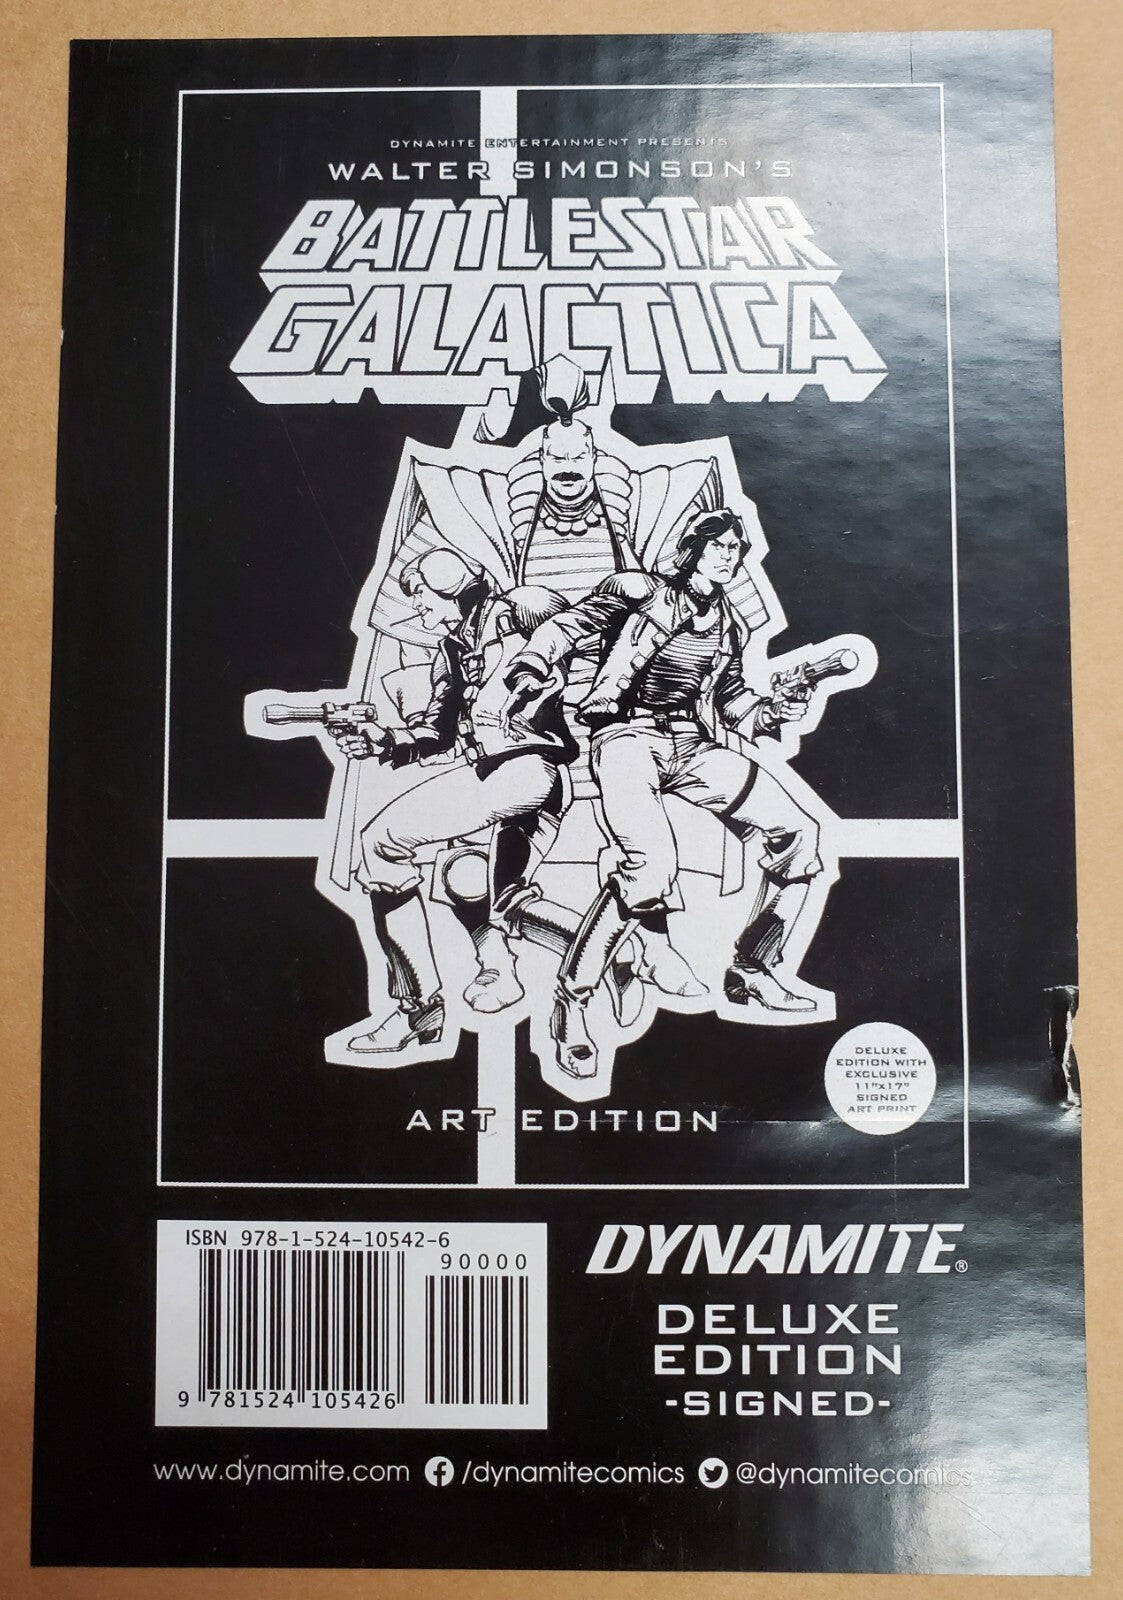 DYNAMITE ENTERTAINMENT PRESENTS
WALTER SIMONSON'S
BATTLESTAR
GALACTICA
DELUXE
EDITION WITH
EXCLUSIVE
11"x17"
SIGNED
ART PRINT
ART EDITION
ISBN 978-1-524-10542-6
90000
9 781524 105426
DYNAMITE®
DELUXE
EDITION
-SIGNED-
www.dynamite.com /dynamitecomics @dynamitecomics